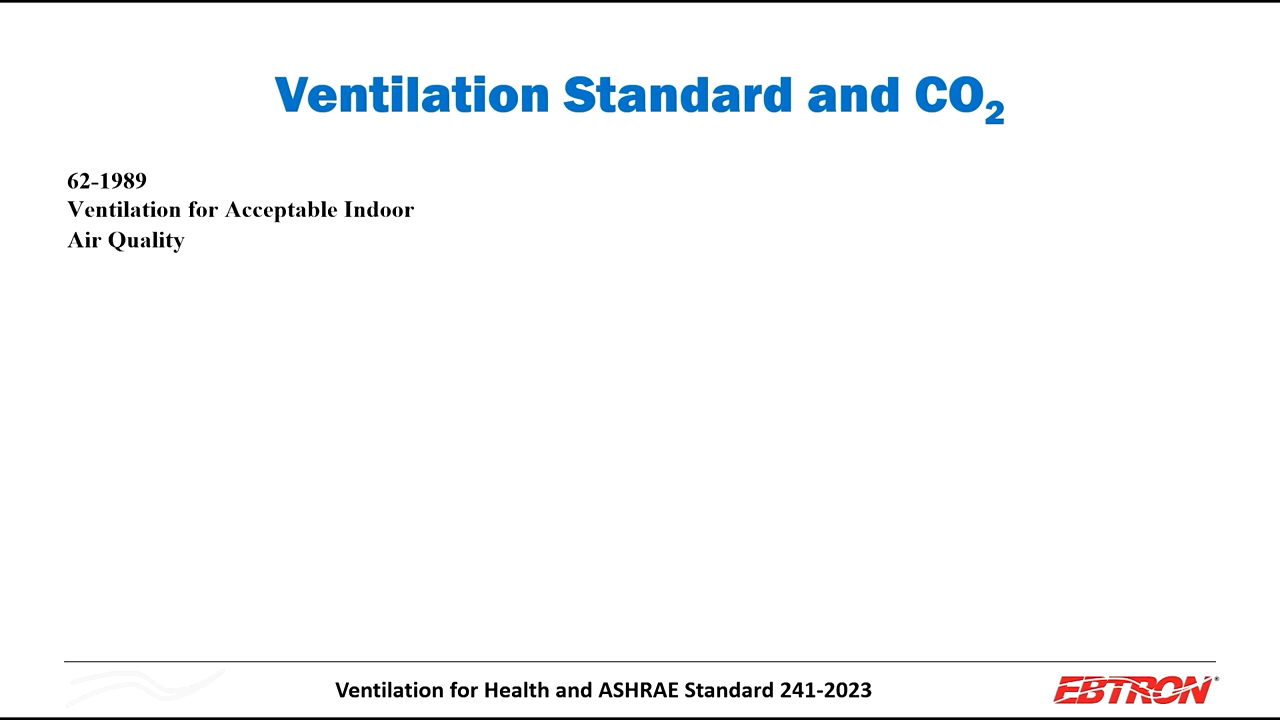 Ventilation Standard and CO₂
62-1989
Ventilation for Acceptable Indoor
Air Quality
Ventilation for Health and ASHRAE Standard 241-2023
EBTRON®